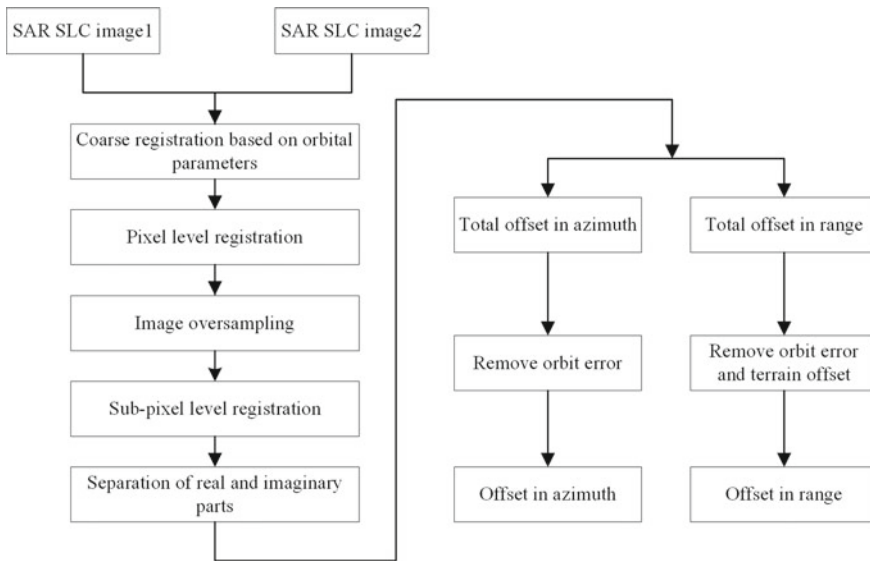 SAR SLC image1
SAR SLC image2
Coarse registration based on orbital
parameters
Pixel level registration
Image oversampling
Sub-pixel level registration
Separation of real and imaginary
parts
Total offset in azimuth
Total offset in range
Remove orbit error
Remove orbit error
and terrain offset
Offset in azimuth
Offset in range